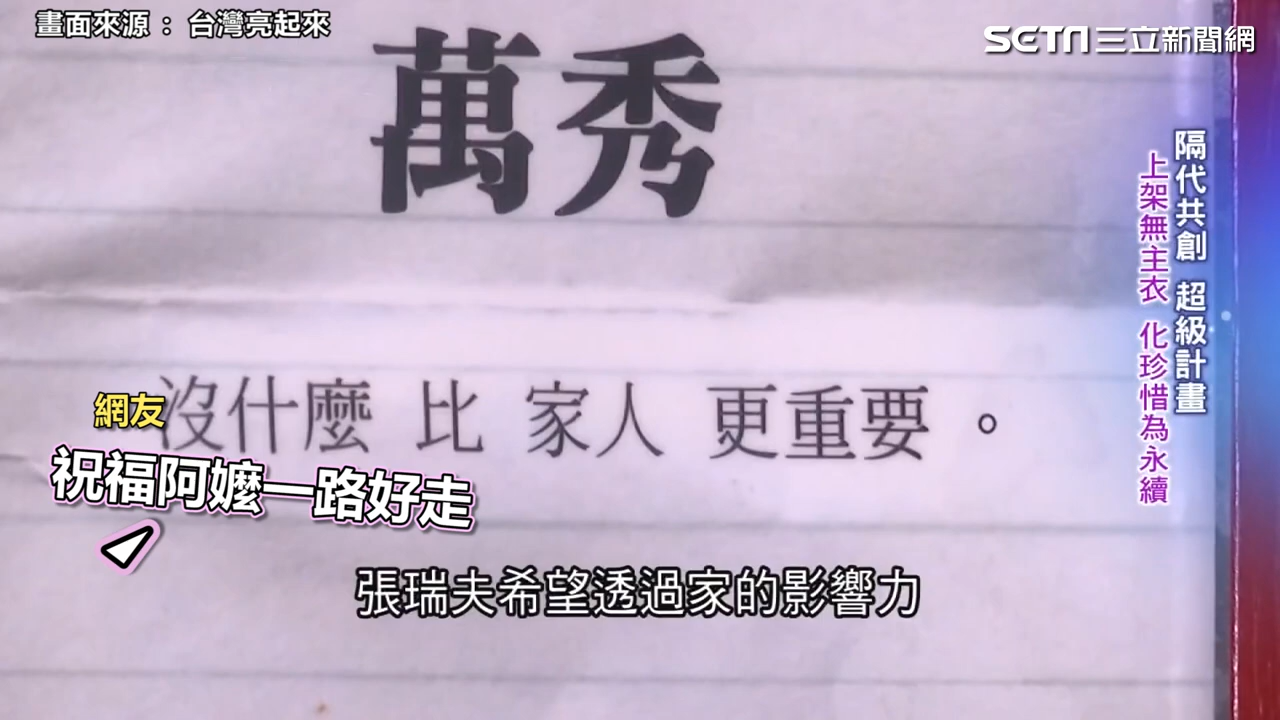 畫面來源：台灣亮起來
SETN三立新聞網
萬秀
隔代共創 超級計畫
上架無主衣 化珍惜為永續
沒什麼 比 家人 更重要 。
網友
祝福阿嬤一路好走
張瑞夫希望透過家的影響力